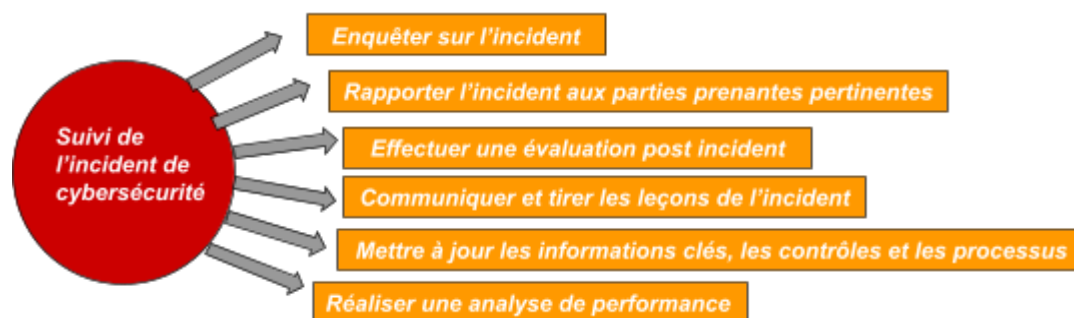 Enquêter sur l'incident
Rapporter l'incident aux parties prenantes pertinentes
Suivi de
l'incident de
cybersécurité
Effectuer une évaluation post incident
Communiquer et tirer les leçons de l'incident
Mettre à jour les informations clés, les contrôles et les processus
Réaliser une analyse de performance